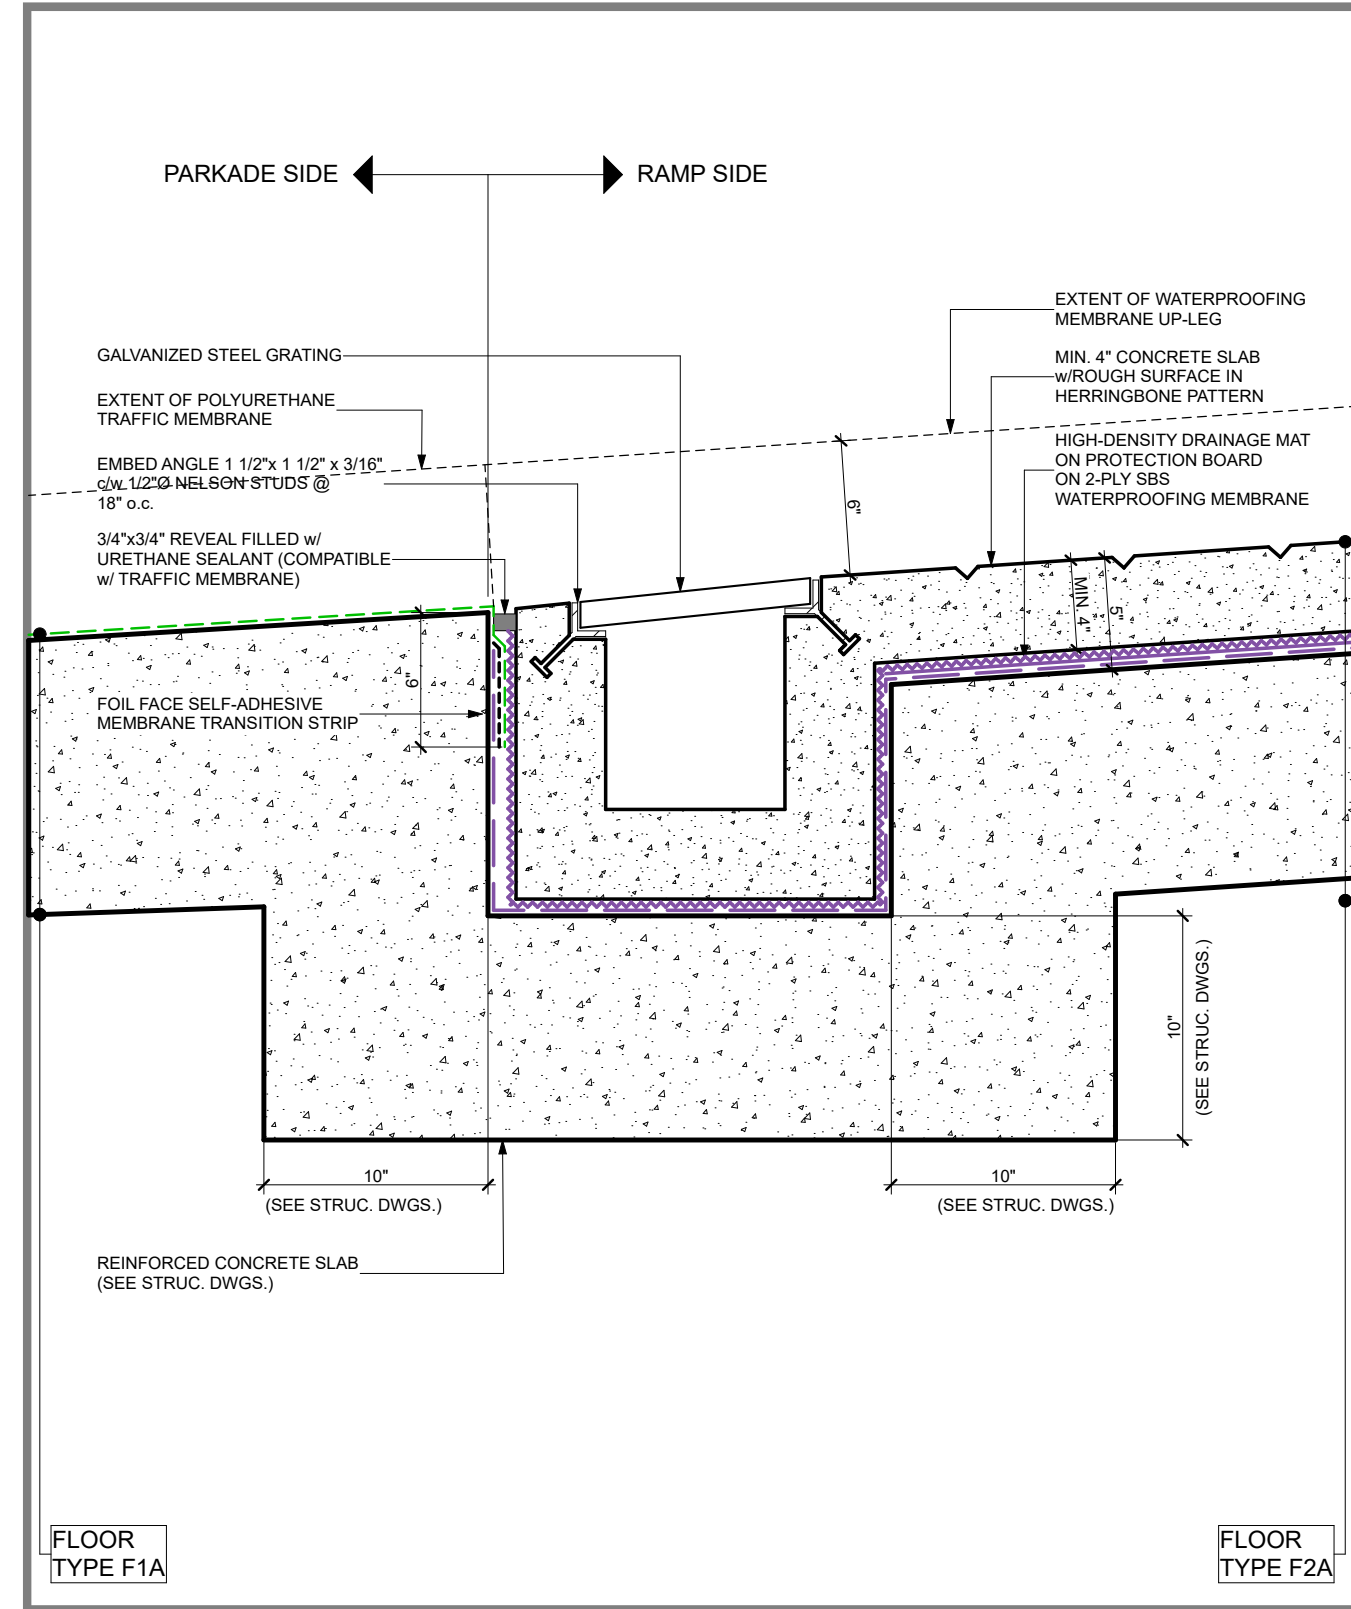 PARKADE SIDE
RAMP SIDE
EXTENT OF WATERPROOFING
MEMBRANE UP-LEG
GALVANIZED STEEL GRATING
MIN. 4" CONCRETE SLAB
w/ROUGH SURFACE IN
HERRINGBONE PATTERN
EXTENT OF POLYURETHANE
TRAFFIC MEMBRANE
HIGH-DENSITY DRAINAGE MAT
ON PROTECTION BOARD
ON 2-PLY SBS
WATERPROOFING MEMBRANE
EMBED ANGLE 1 1/2"x 1 1/2" x 3/16"
c/w 1/2"Ø NELSON STUDS @
18" o.c.
6"
3/4"x3/4" REVEAL FILLED w/
URETHANE SEALANT (COMPATIBLE
w/ TRAFFIC MEMBRANE)
MIN. 4"
5"
6"
FOIL FACE SELF-ADHESIVE
MEMBRANE TRANSITION STRIP
10"
(SEE STRUC. DWGS.)
10"
(SEE STRUC. DWGS.)
10"
(SEE STRUC. DWGS.)
REINFORCED CONCRETE SLAB
(SEE STRUC. DWGS.)
FLOOR
TYPE F1A
FLOOR
TYPE F2A